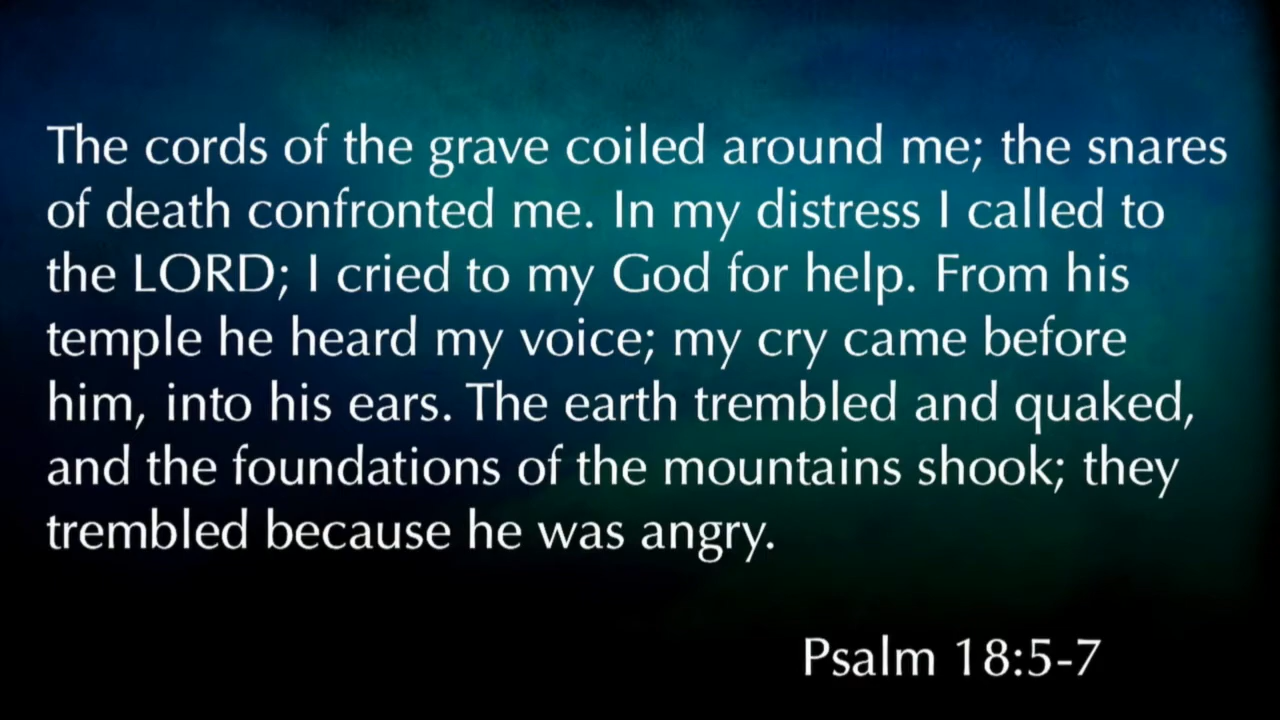 The cords of the grave coiled around me; the snares
of death confronted me. In my distress I called to
the LORD; I cried to my God for help. From his
temple he heard my voice; my cry came before
him, into his ears. The earth trembled and quaked,
and the foundations of the mountains shook; they
trembled because he was angry.
Psalm 18:5-7